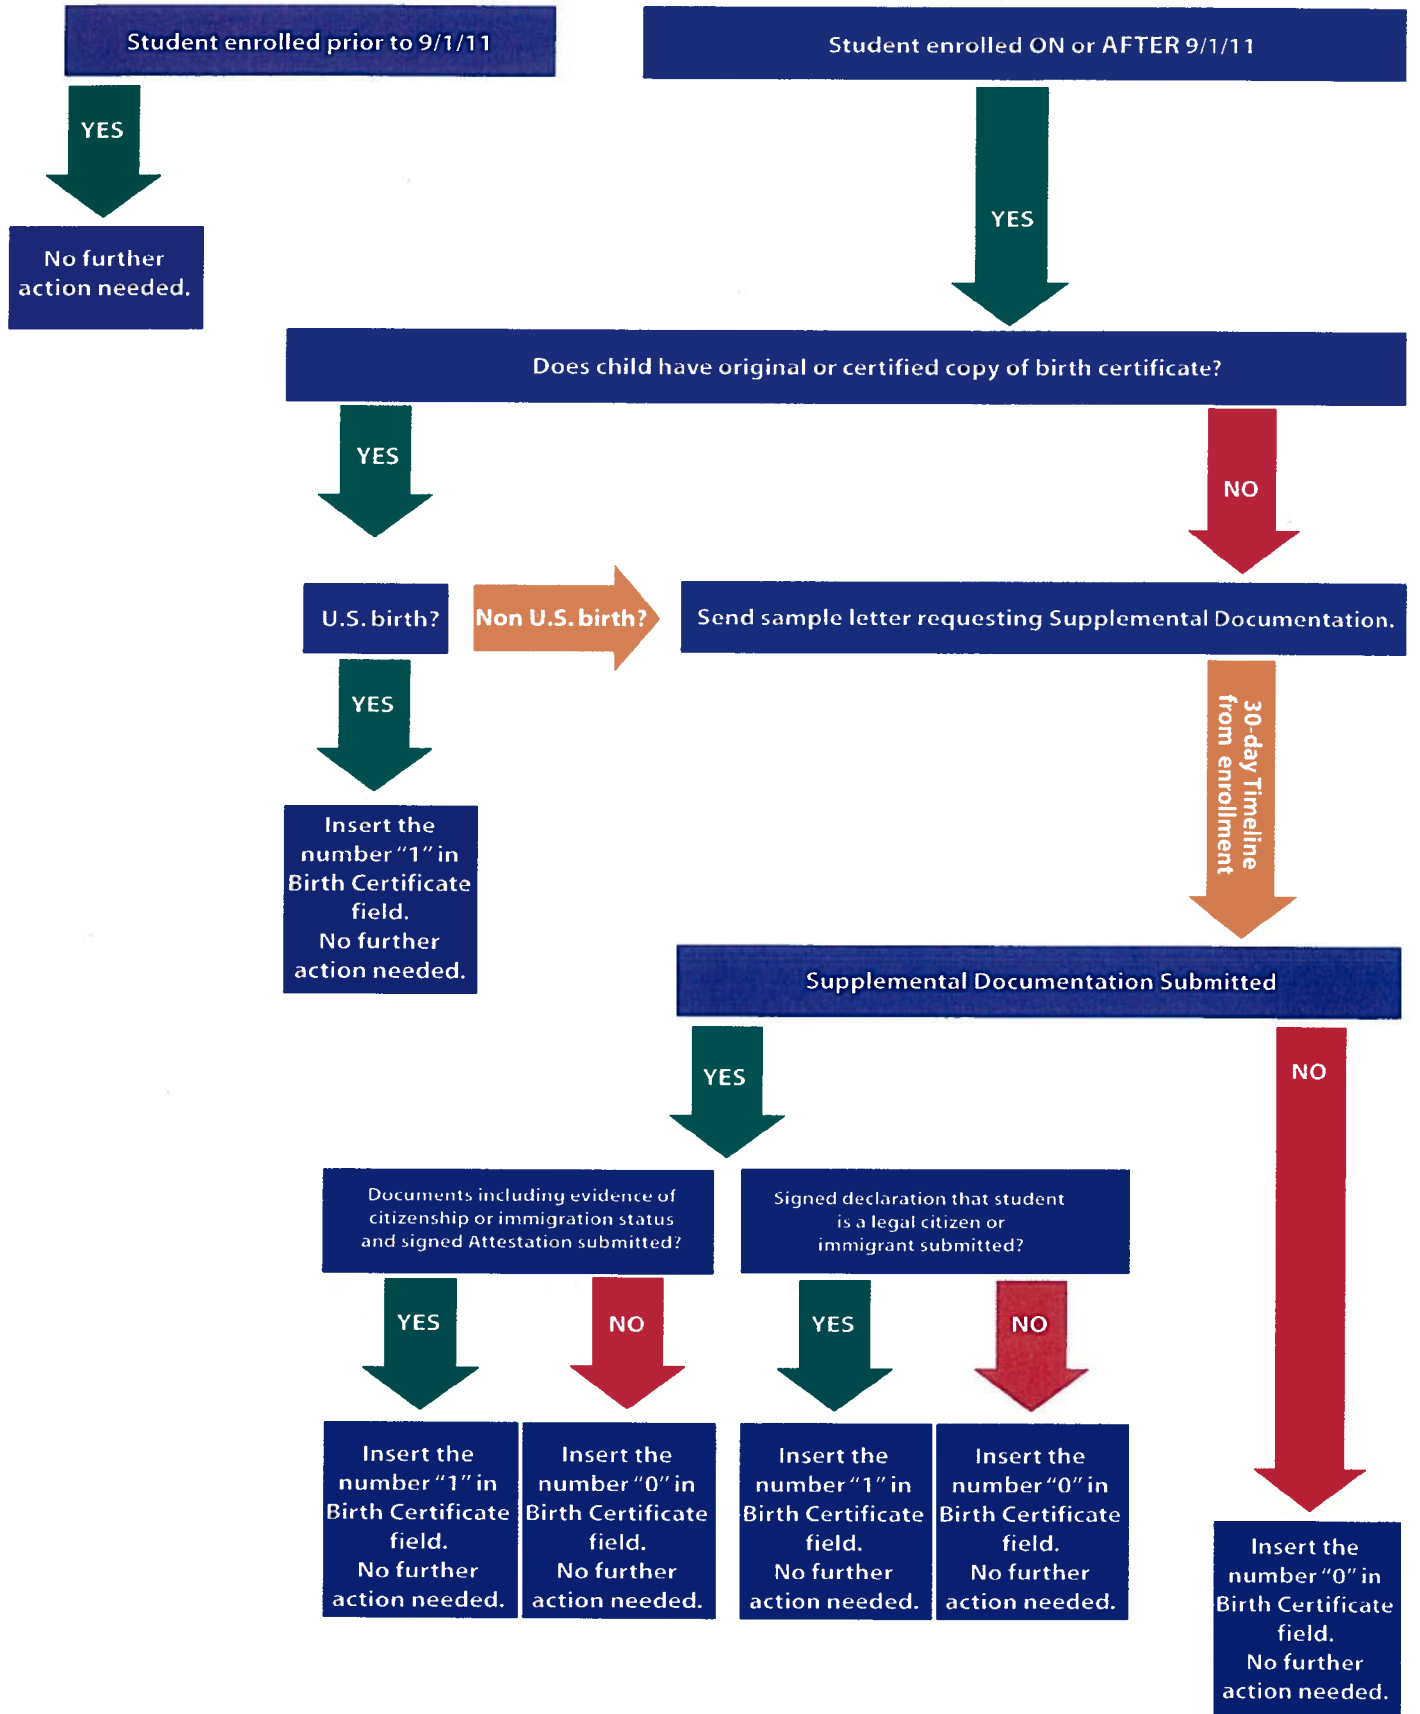 Student enrolled prior to 9/1/11
Student enrolled ON or AFTER 9/1/11
YES
YES
No further
action needed.
Does child have original or certified copy of birth certificate?
YES
NO
U.S. birth?
Non U.S. birth?
Send sample letter requesting Supplemental Documentation.
YES
30-day Timeline
from enrollment
Insert the
number "1" in
Birth Certificate
field.
No further
action needed.
Supplemental Documentation Submitted
YES
NO
Documents including evidence of
citizenship or immigration status
and signed Attestation submitted?
Signed declaration that student
is a legal citizen or
immigrant submitted?
YES
NO
YES
NO
Insert the
number "1" in
Birth Certificate
field.
No further
action needed.
Insert the
number "0" in
Birth Certificate
field.
No further
action needed.
Insert the
number "1" in
Birth Certificate
field.
No further
action needed.
Insert the
number "0" in
Birth Certificate
field.
No further
action needed.
Insert the
number "0" in
Birth Certificate
field.
No further
action needed.